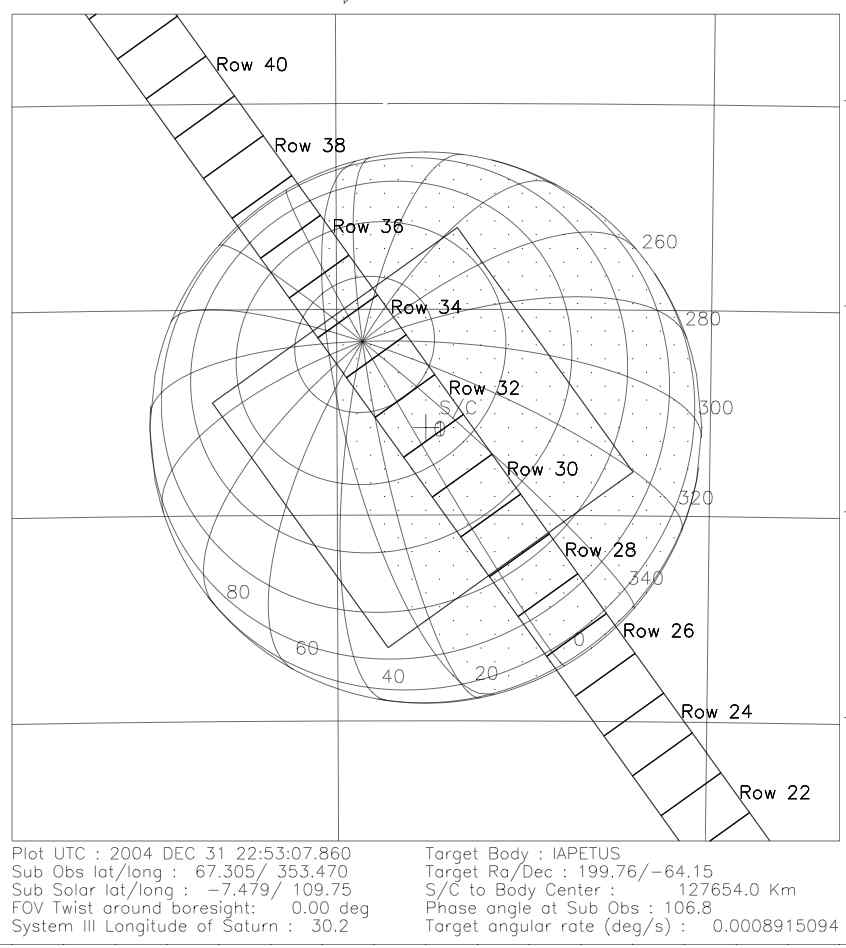 Row 40
Row 38
Row 36
260
Row 34
280
Row 32
S/C
300
0
Row 30
320
Row 28
340
80
Row 26
0
60
40
20
Row 24
Row 22
Plot UTC : 2004 DEC 31 22:53:07.860
Target Body : IAPETUS
Sub Obs lat/long : 67.305/ 353.470
Target Ra/Dec : 199.76/-64.15
Sub Solar lat/long : -7.479/ 109.75
S/C to Body Center : 127654.0 Km
FOV Twist around boresight: 0.00 deg
Phase angle at Sub Obs : 106.8
System III Longitude of Saturn : 30.2
Target angular rate (deg/s) : 0.0008915094